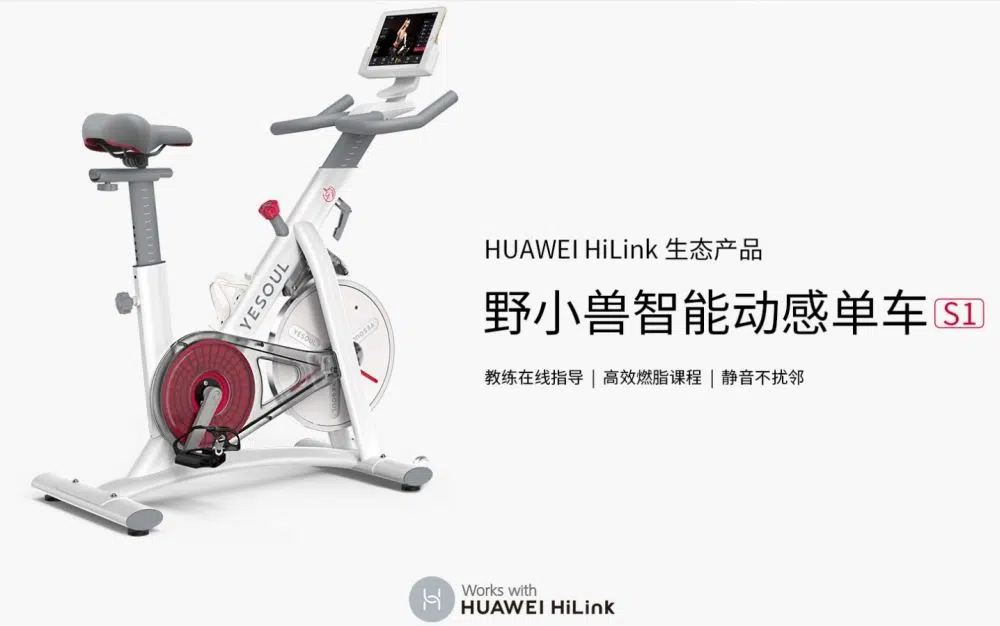 YESOUL
YESOUL
HUAWEI HiLink 生态产品
野小兽智能动感单车 S1
教练在线指导 | 高效燃脂课程 | 静音不扰邻
Works with
HUAWEI HiLink